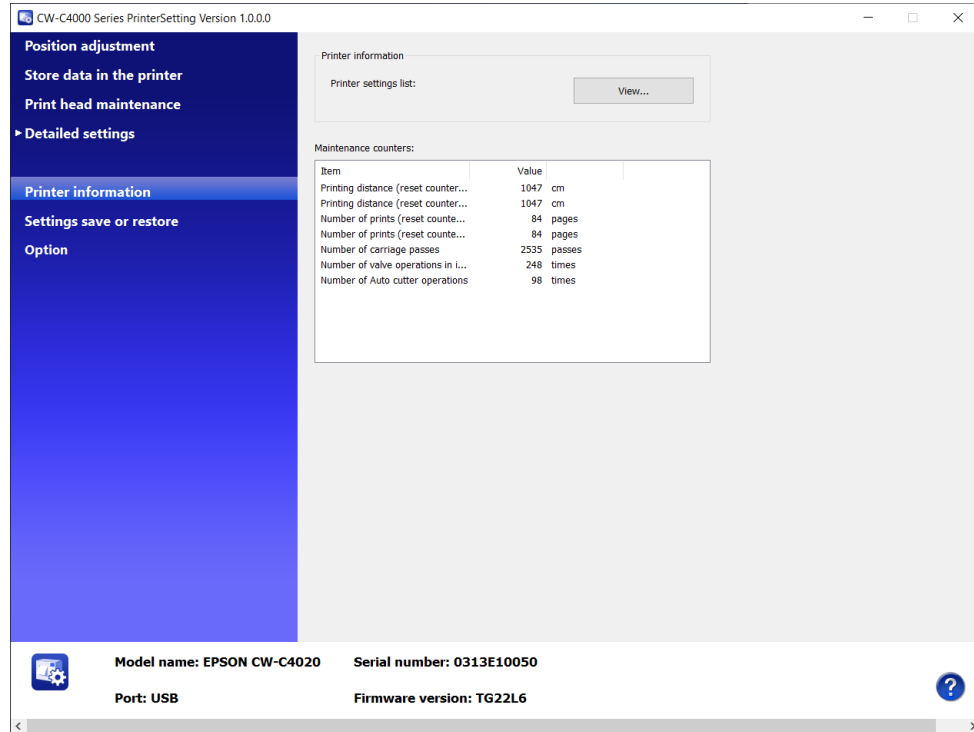 CW-C4000 Series PrinterSetting Version 1.0.0.0
Position adjustment
Store data in the printer
Print head maintenance
Detailed settings
Printer information
Settings save or restore
Option
Printer information
Printer settings list:
View...
Maintenance counters:
Item Value
Printing distance (reset counter... 1047 cm
Printing distance (reset counter... 1047 cm
Number of prints (reset counte... 84 pages
Number of prints (reset counte... 84 pages
Number of carriage passes 2535 passes
Number of valve operations in i... 248 times
Number of Auto cutter operations 98 times
Model name: EPSON CW-C4020 Serial number: 0313E10050
Port: USB Firmware version: TG22L6
?